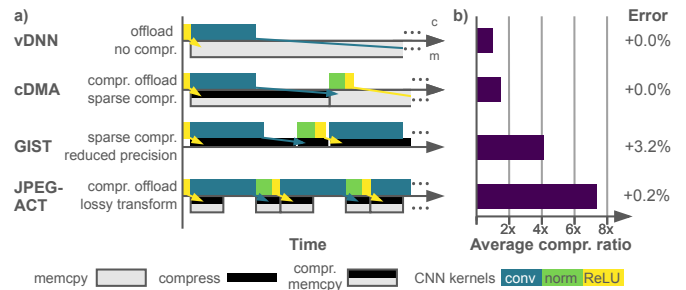 a)
b)
Error
vDNN
offload
no compr.
c
m
+0.0%
cDMA
compr. offload
sparse compr.
+0.0%
GIST
sparse compr.
reduced precision
+3.2%
JPEG-
ACT
compr. offload
lossy transform
+0.2%
2x 4x 6x 8x
Time
Average compr. ratio
memcpy
compress
compr.
memcpy
CNN kernels
conv norm ReLU